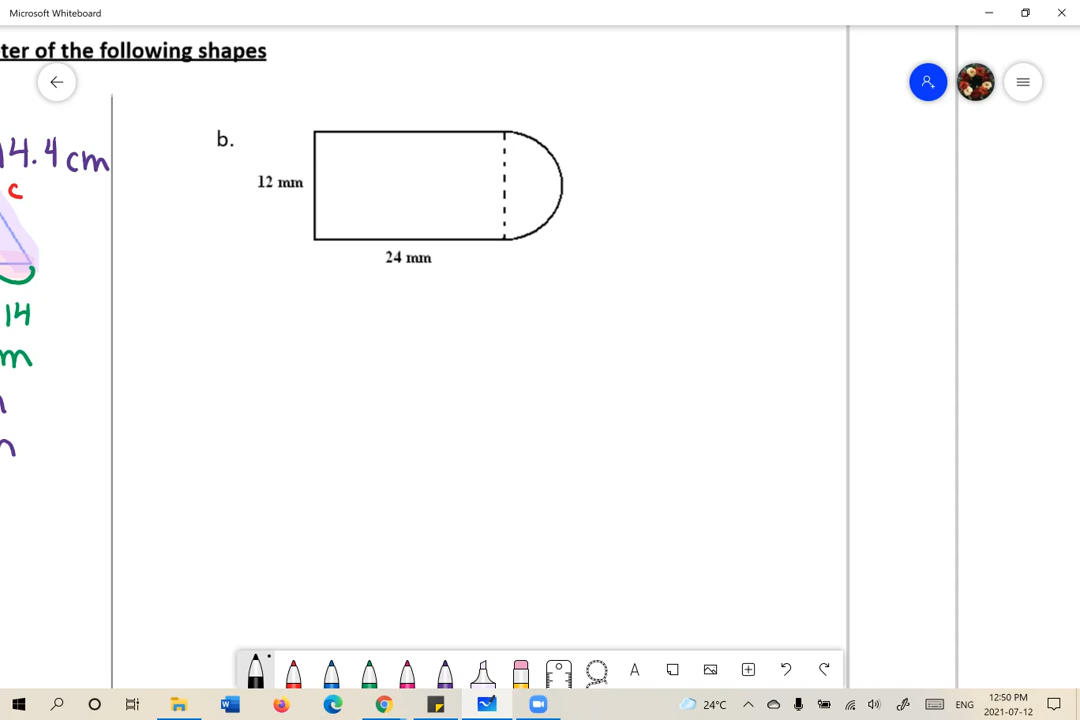 Microsoft Whiteboard
ter of the following shapes
14.4 cm
c
b.
12 mm
24 mm
14
m
A
24°C
ENG
12:50 PM
2021-07-12